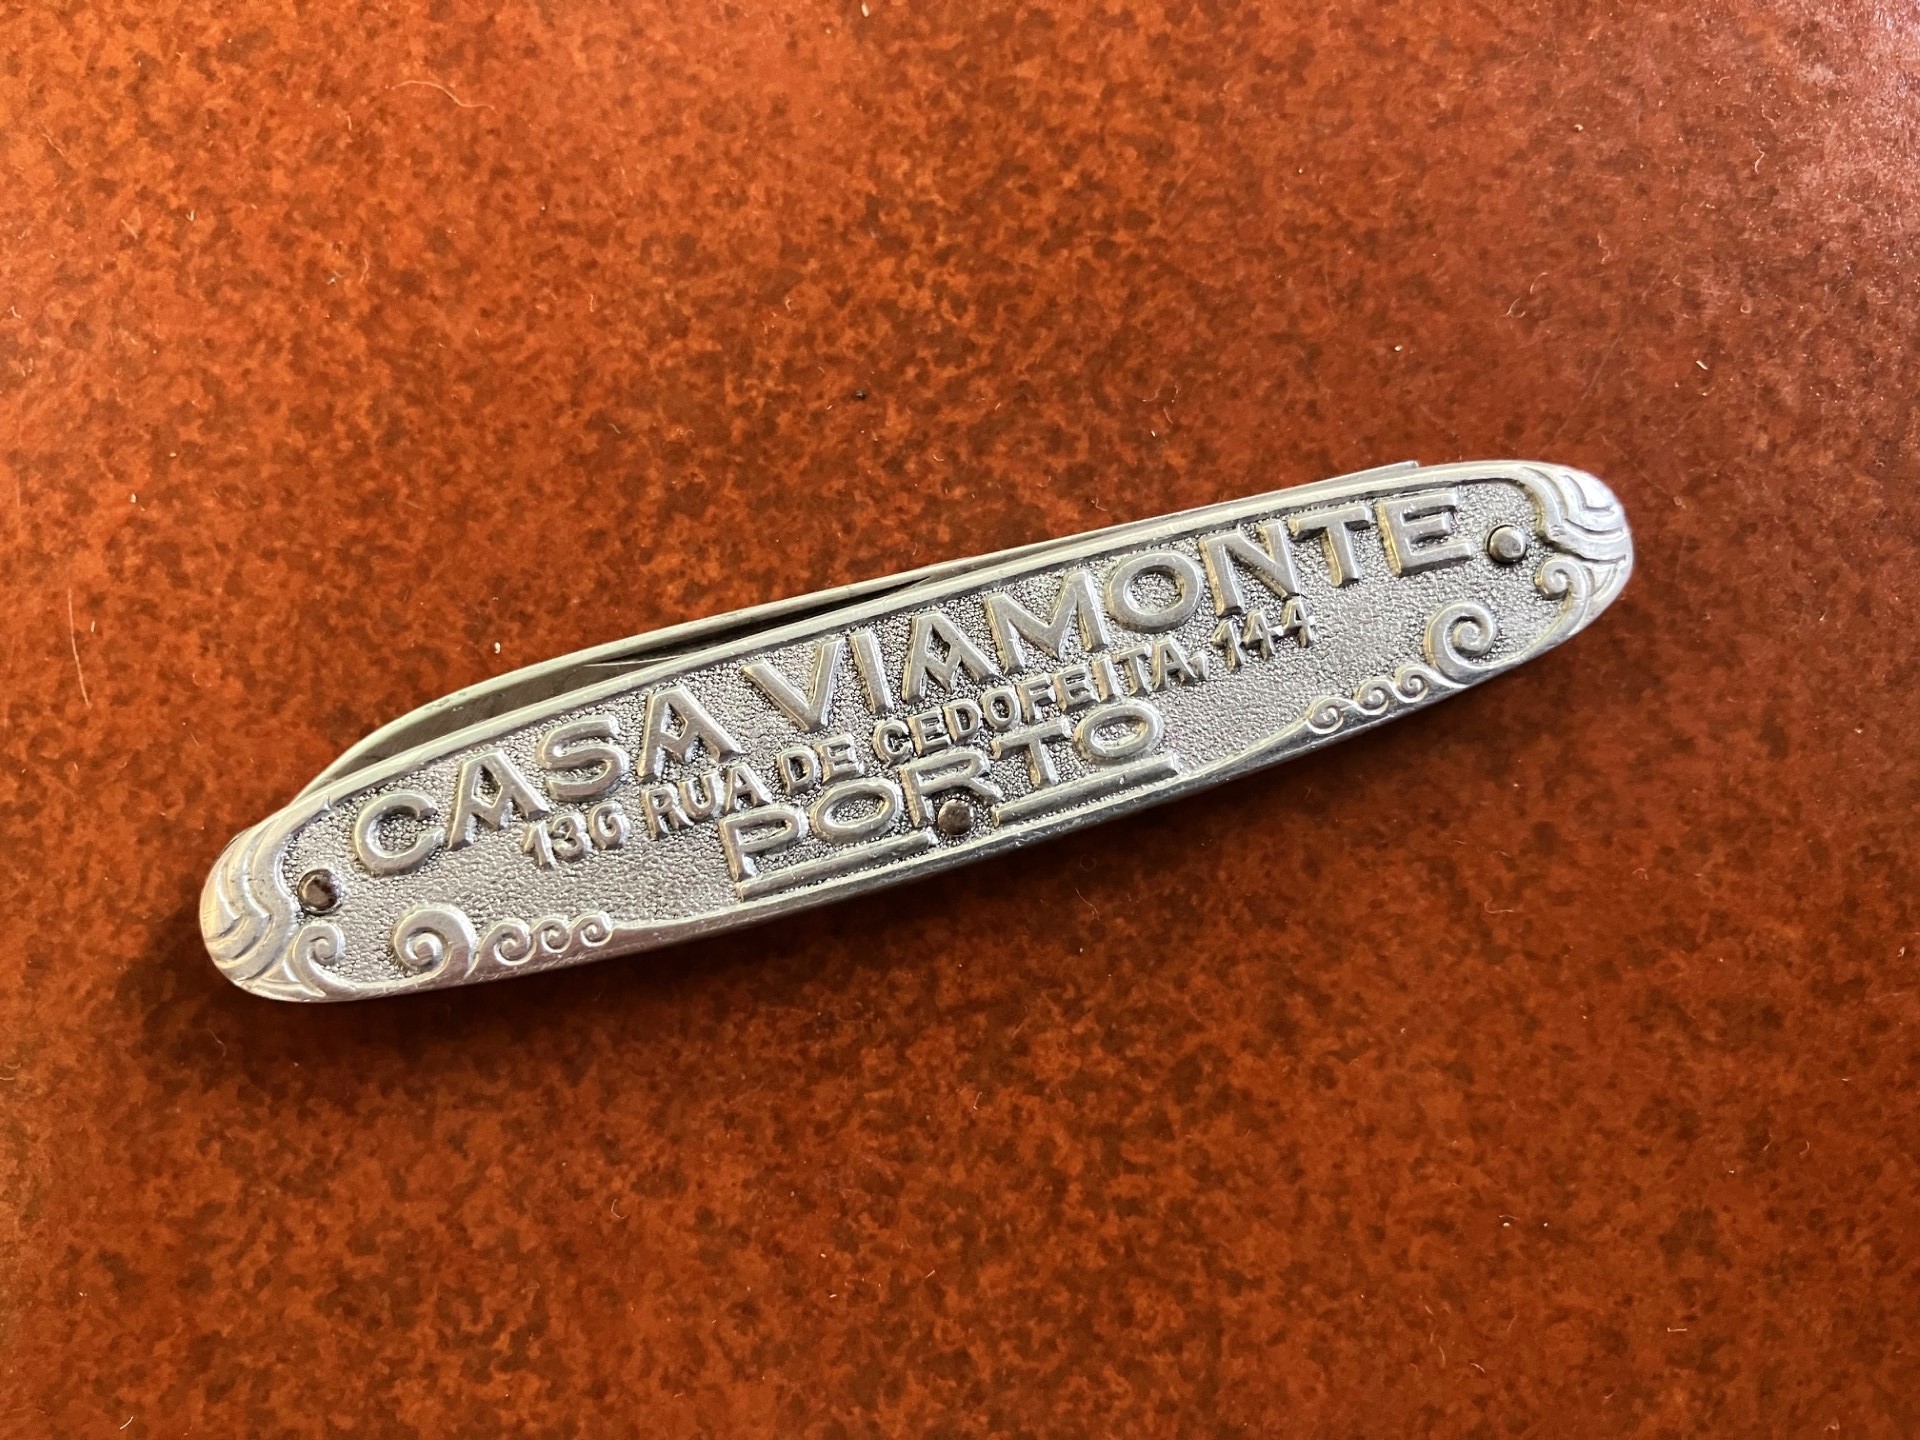 CASA VIAMONTE
136 RUA DE CEDOFEITA, 144
PORTO